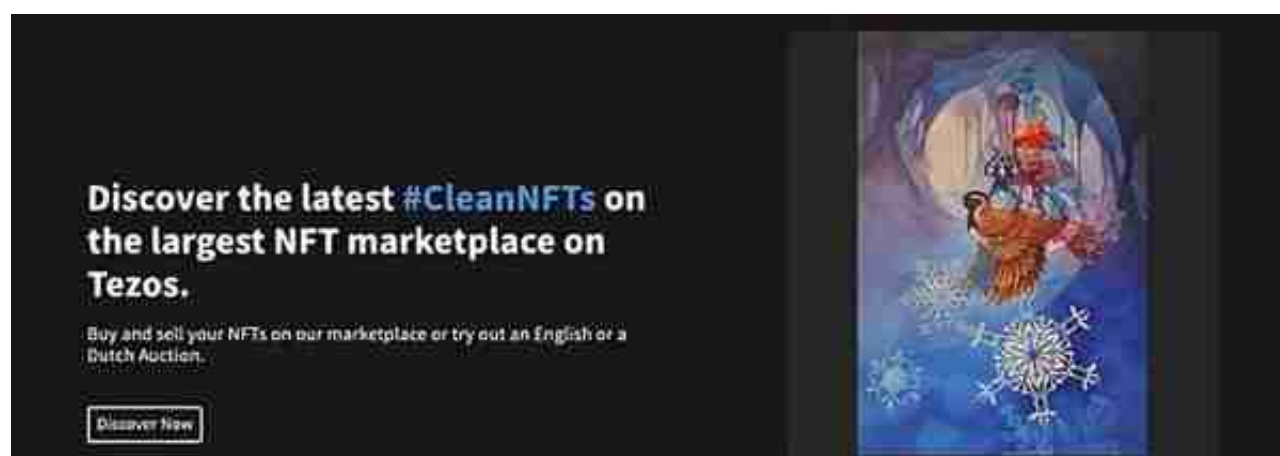 Discover the latest #CleanNFTs on
the largest NFT marketplace on
Tezos.
Buy and sell your NFTs on our marketplace or try out an English or a
Dutch Auction.
Discover Now